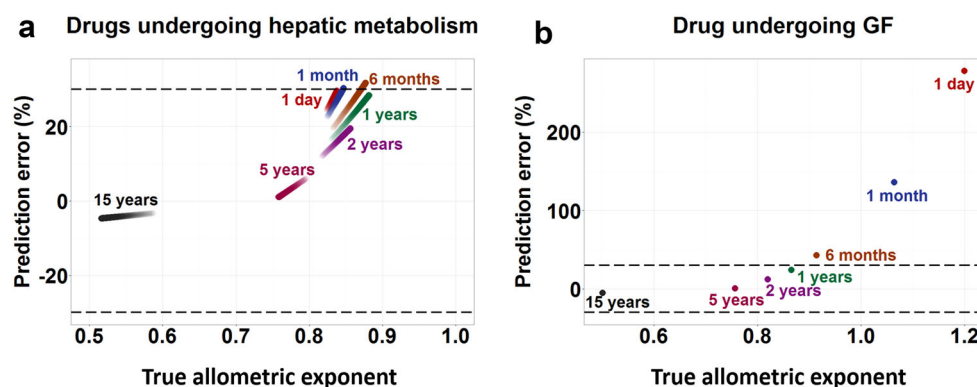 a Drugs undergoing hepatic metabolism
Prediction error (%)
20
0
-20
1 month
6 months
1 day
1 years
2 years
5 years
15 years
0.5 0.6 0.7 0.8 0.9 1.0
True allometric exponent
b Drug undergoing GF
Prediction error (%)
200
100
0
1 day
1 month
6 months
1 years
2 years
5 years
15 years
0.6 0.8 1.0 1.2
True allometric exponent